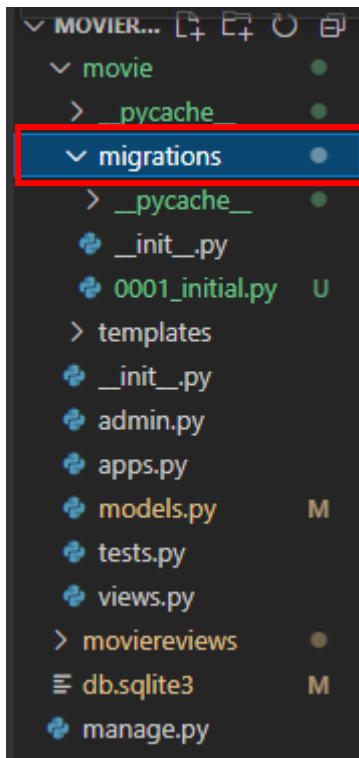 MOVIER...
movie
__pycache__
migrations
__pycache__
__init__.py
0001_initial.py U
templates
__init__.py
admin.py
apps.py
models.py M
tests.py
views.py
moviereviews
db.sqlite3 M
manage.py